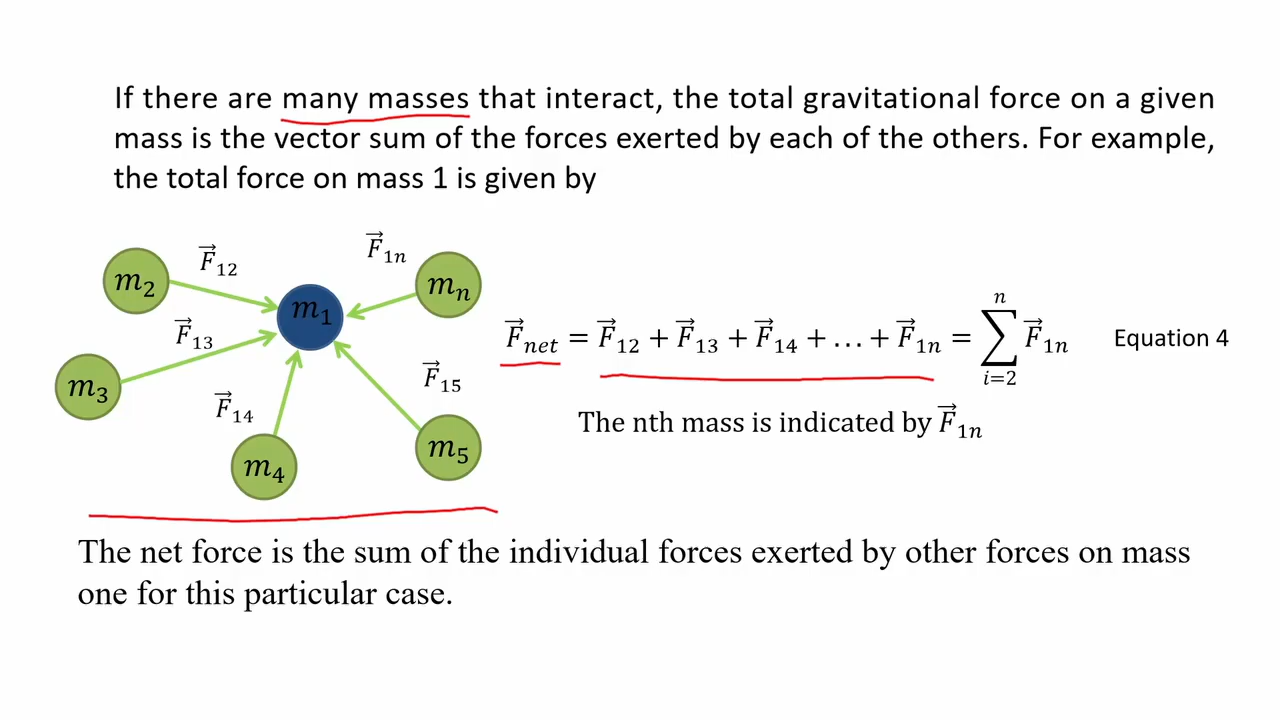 If there are many masses that interact, the total gravitational force on a given
mass is the vector sum of the forces exerted by each of the others. For example,
the total force on mass 1 is given by
m₂
F⃗₁₂
F⃗₁ₙ
mₙ
m₁
F⃗₁₃
m₃
F⃗₁₄
F⃗₁₅
m₄
m₅
F⃗ₙₑₜ = F⃗₁₂ + F⃗₁₃ + F⃗₁₄ + … + F⃗₁ₙ = ∑ⁿᵢ₌₂ F⃗₁ₙ Equation 4
The nth mass is indicated by F⃗₁ₙ
The net force is the sum of the individual forces exerted by other forces on mass
one for this particular case.